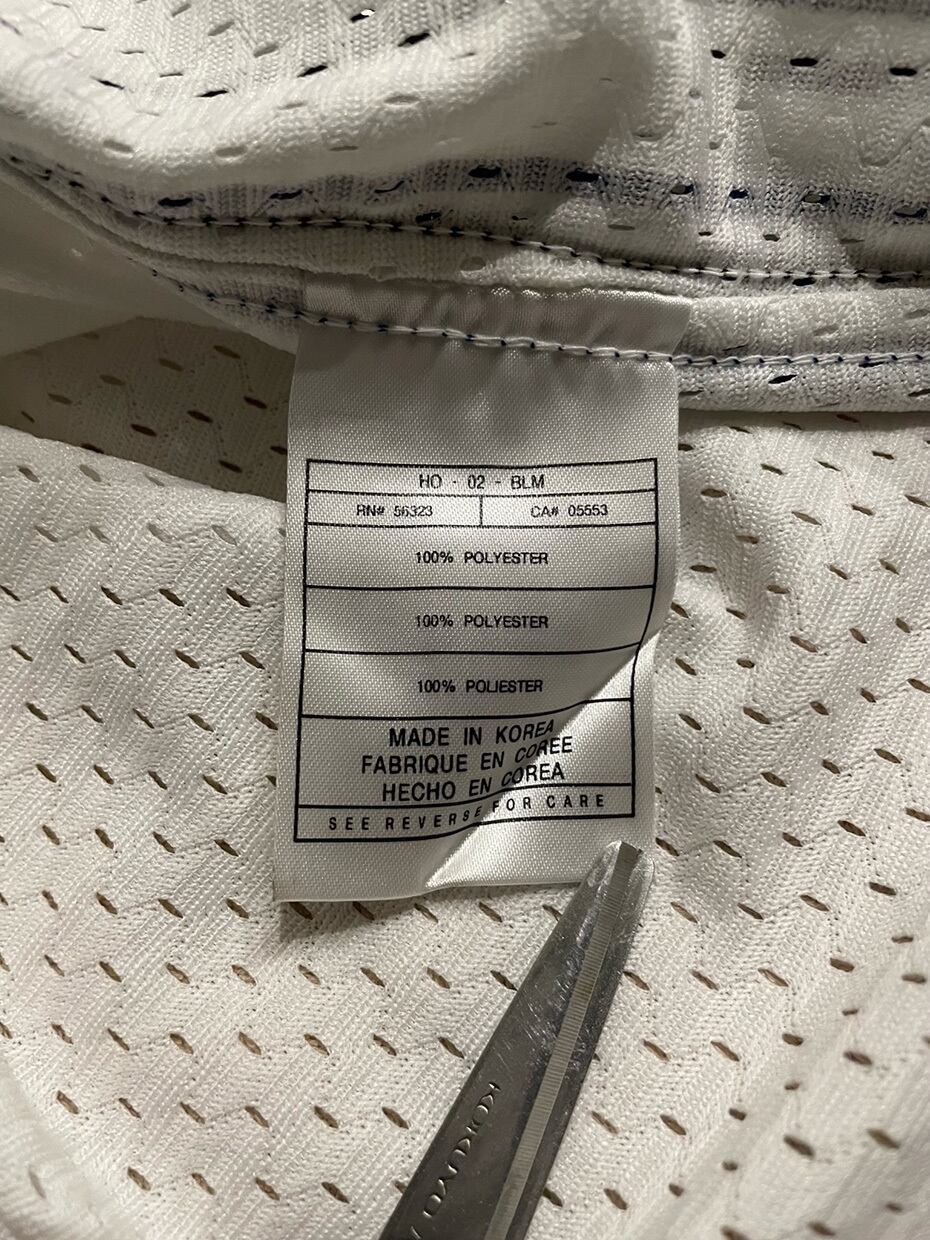 HO - 02 - BLM
RN# 56323 CA# 05553
100% POLYESTER
100% POLYESTER
100% POLIESTER
MADE IN KOREA
FABRIQUE EN COREE
HECHO EN COREA
SEE REVERSE FOR CARE
KOKUYO